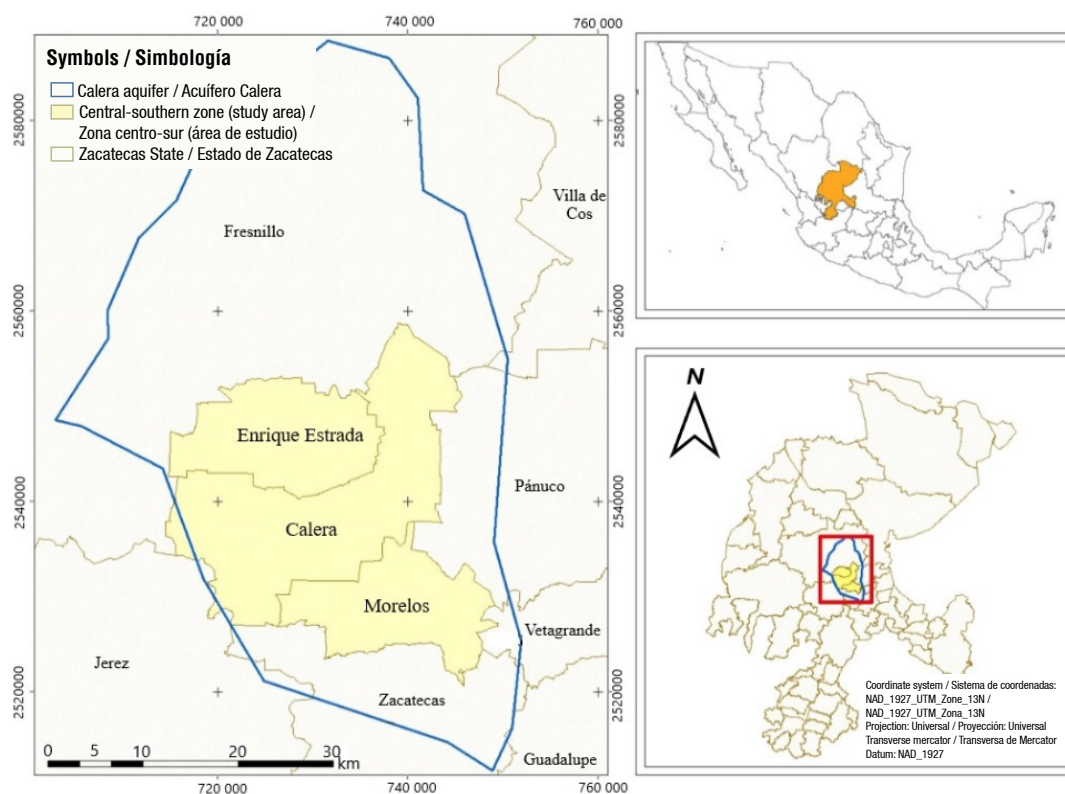 720 000
740 000
760 000
Symbols / Simbología
Calera aquifer / Acuífero Calera
Central-southern zone (study area) /
Zona centro-sur (área de estudio)
Zacatecas State / Estado de Zacatecas
2580000
2560000
2540000
2520000
2580000
2560000
2540000
2520000
Villa de
Cos
Fresnillo
Enrique Estrada
Pánuco
Calera
Morelos
Vetagrande
Jerez
Zacatecas
Guadalupe
0 5 10 20 30
km
720 000
740 000
760 000
N
Coordinate system / Sistema de coordenadas:
NAD_1927_UTM_Zone_13N /
NAD_1927_UTM_Zona_13N
Projection: Universal / Proyección: Universal
Transverse mercator / Transversa de Mercator
Datum: NAD_1927